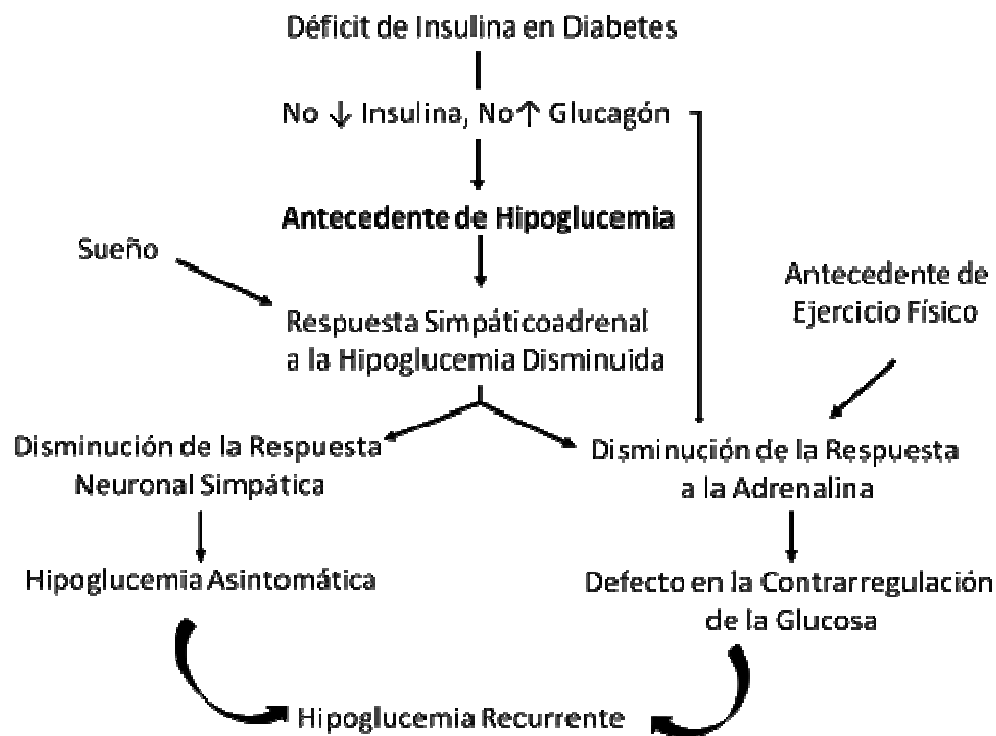 Déficit de Insulina en Diabetes
No ↓ Insulina, No ↑ Glucagón
Antecedente de Hipoglucemia
Sueño
Antecedente de
Ejercicio Físico
Respuesta Simpáticoadrenal
a la Hipoglucemia Disminuida
Disminución de la Respuesta
Neuronal Simpática
Disminución de la Respuesta
a la Adrenalina
Hipoglucemia Asintomática
Defecto en la Contrarregulación
de la Glucosa
Hipoglucemia Recurrente